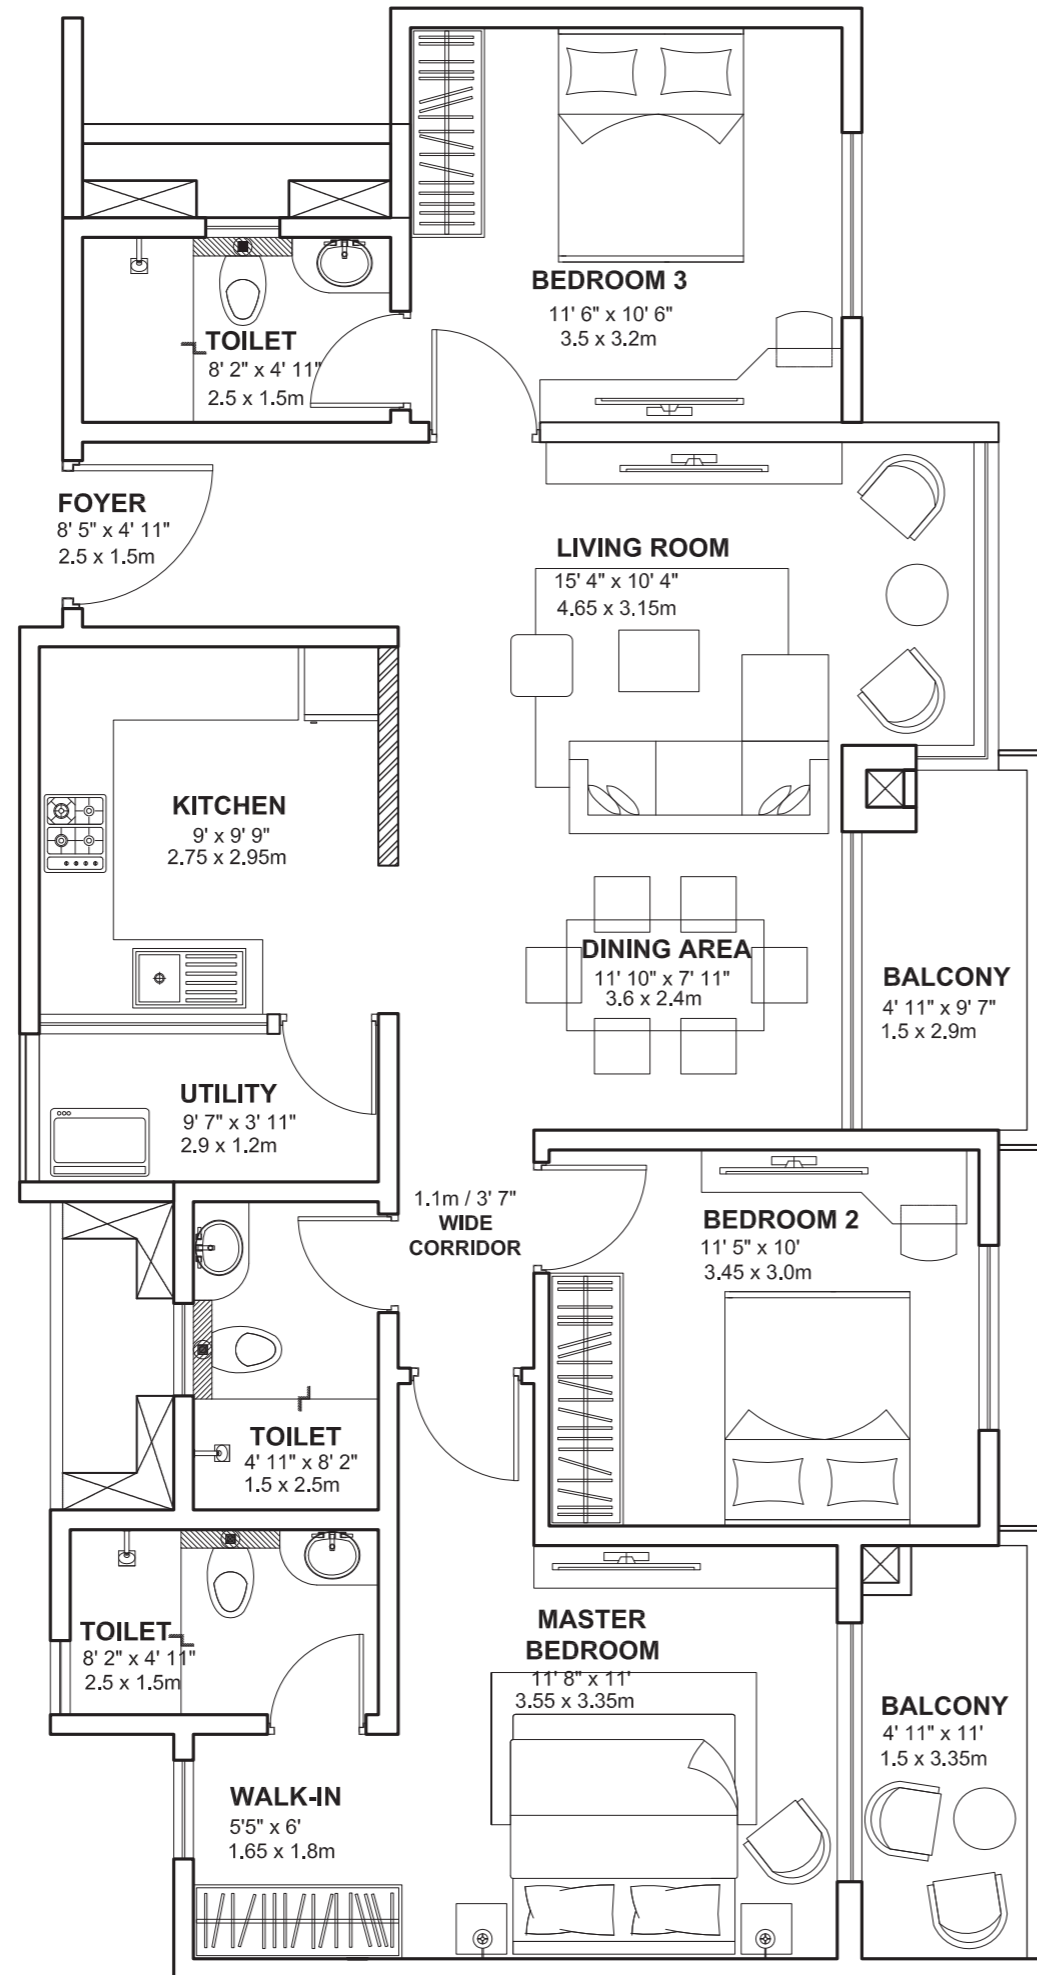 BEDROOM 3
11' 6" x 10' 6"
3.5 x 3.2m
TOILET
8' 2" x 4' 11"
2.5 x 1.5m
FOYER
8' 5" x 4' 11"
2.5 x 1.5m
LIVING ROOM
15' 4" x 10' 4"
4.65 x 3.15m
KITCHEN
9' x 9' 9"
2.75 x 2.95m
DINING AREA
11' 10" x 7' 11"
3.6 x 2.4m
BALCONY
4' 11" x 9' 7"
1.5 x 2.9m
UTILITY
9' 7" x 3' 11"
2.9 x 1.2m
1.1m / 3' 7"
WIDE
CORRIDOR
BEDROOM 2
11' 5" x 10'
3.45 x 3.0m
TOILET
4' 11" x 8' 2"
1.5 x 2.5m
TOILET
8' 2" x 4' 11"
2.5 x 1.5m
MASTER
BEDROOM
11' 8" x 11'
3.55 x 3.35m
BALCONY
4' 11" x 11'
1.5 x 3.35m
WALK-IN
5'5" x 6'
1.65 x 1.8m